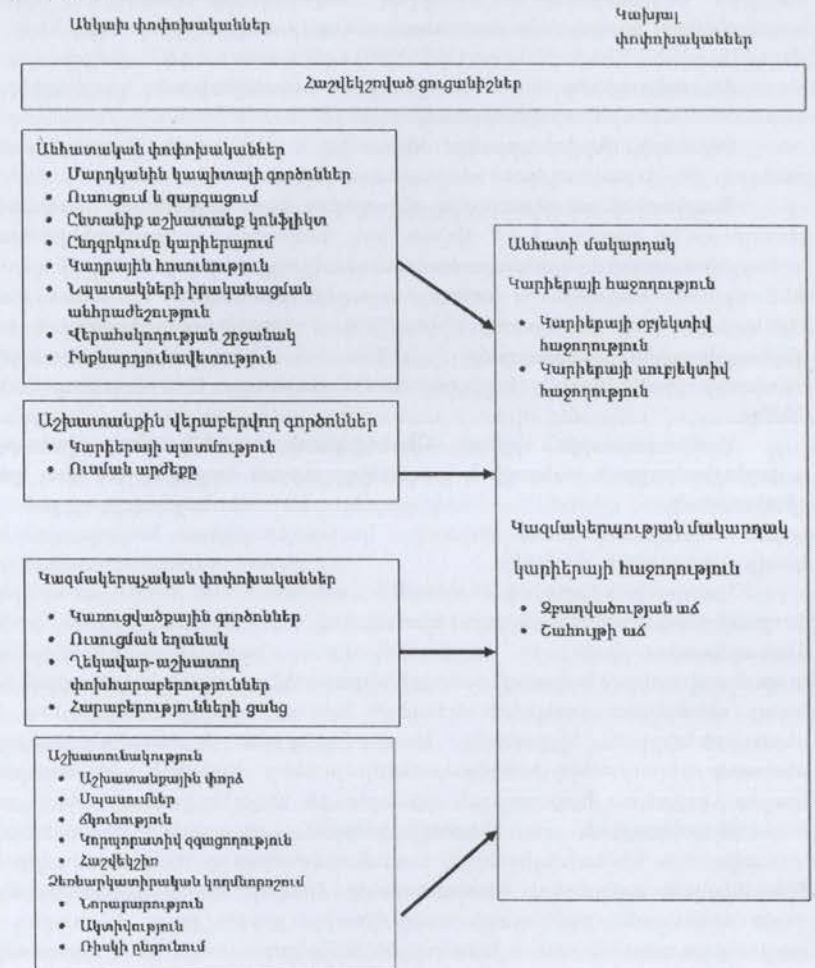 Անկախ փոփոխականներ
Կախյալ
փոփոխականներ
Հաշվեկշռված ցուցանիշներ
Անհատական փոփոխականներ
• Մարդկանին կապիտալի գործոններ
• Ուսուցում և զարգացում
• Ընտանիք աշխատանք կոնֆլիկտ
• Ընդգրկումը կարիերայում
• Կադրային հոսունություն
• Նպատակների իրականացման
անհրաժեշտություն
• Վերահսկողության շրջանակ
• Ինքնարդյունավետություն
Աշխատանքին վերաբերվող գործոններ
• Կարիերայի պատմություն
• Ուսման արժեքը
Կազմակերպչական փոփոխականներ
• Կառուցվածքային գործոններ
• Ուսուցման եղանակ
• Ղեկավար-աշխատող
փոխհարաբերություններ
• Հարաբերությունների ցանց
Աշխատունակություն
• Աշխատանքային փորձ
• Սպասումներ
• Ճկունություն
• Կորպորատիվ զգացողություն
• Հաշվեկշիռ
Ձեռնարկատիրական կողմնորոշում
• Նորարարություն
• Ակտիվություն
• Ռիսկի ընդունում
Անհատի մակարդակ
Կարիերայի հաջողություն
• Կարիերայի օբյեկտիվ
հաջողություն
• Կարիերայի սուբյեկտիվ
հաջողություն
Կազմակերպության մակարդակ
կարիերայի հաջողություն
• Զբաղվածության աճ
• Շահույթի աճ